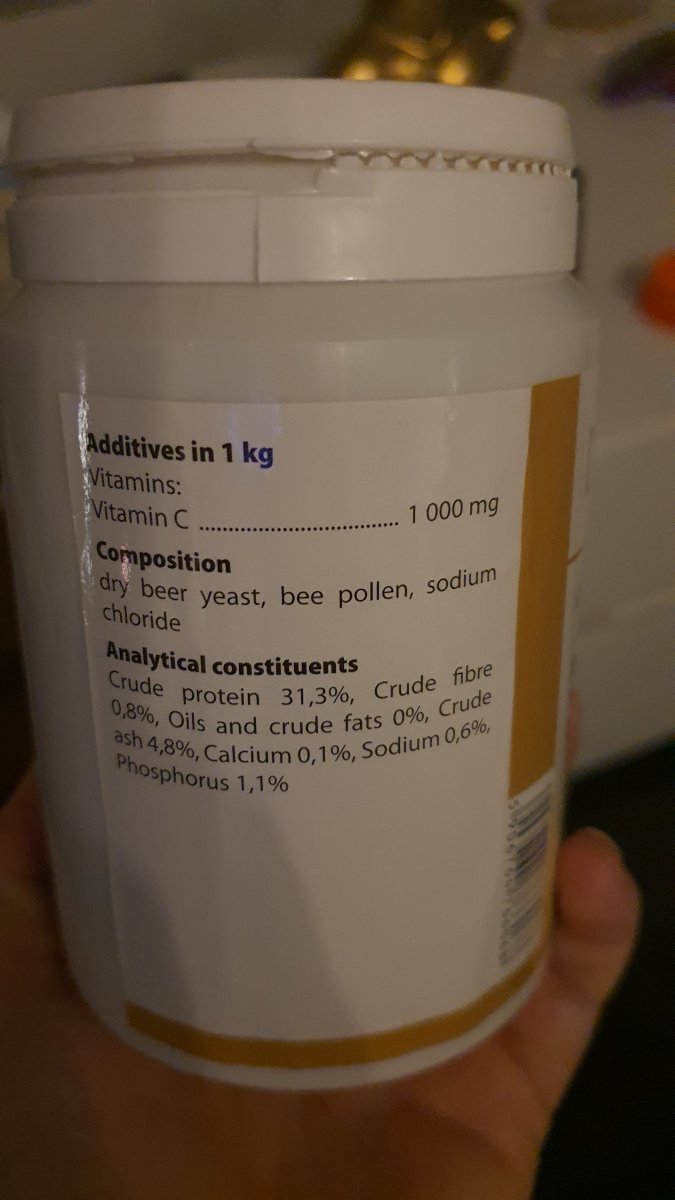 Additives in 1 kg
Vitamins:
Vitamin C .................................. 1 000 mg
Composition
dry beer yeast, bee pollen, sodium
chloride
Analytical constituents
Crude protein 31,3%, Crude fibre
0,8%, Oils and crude fats 0%, Crude
ash 4,8%, Calcium 0,1%, Sodium 0,6%,
Phosphorus 1,1%